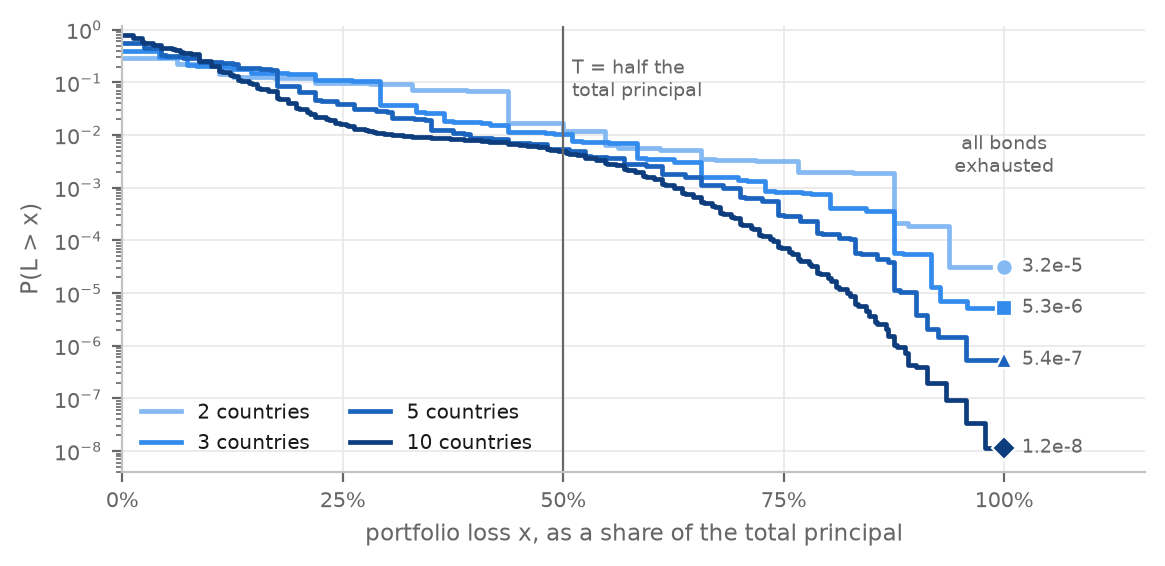 P(L > x)
10⁰
10⁻¹
10⁻²
10⁻³
10⁻⁴
10⁻⁵
10⁻⁶
10⁻⁷
10⁻⁸
T = half the
total principal
all bonds
exhausted
3.2e-5
5.3e-6
5.4e-7
1.2e-8
2 countries
3 countries
5 countries
10 countries
0% 25% 50% 75% 100%
portfolio loss x, as a share of the total principal